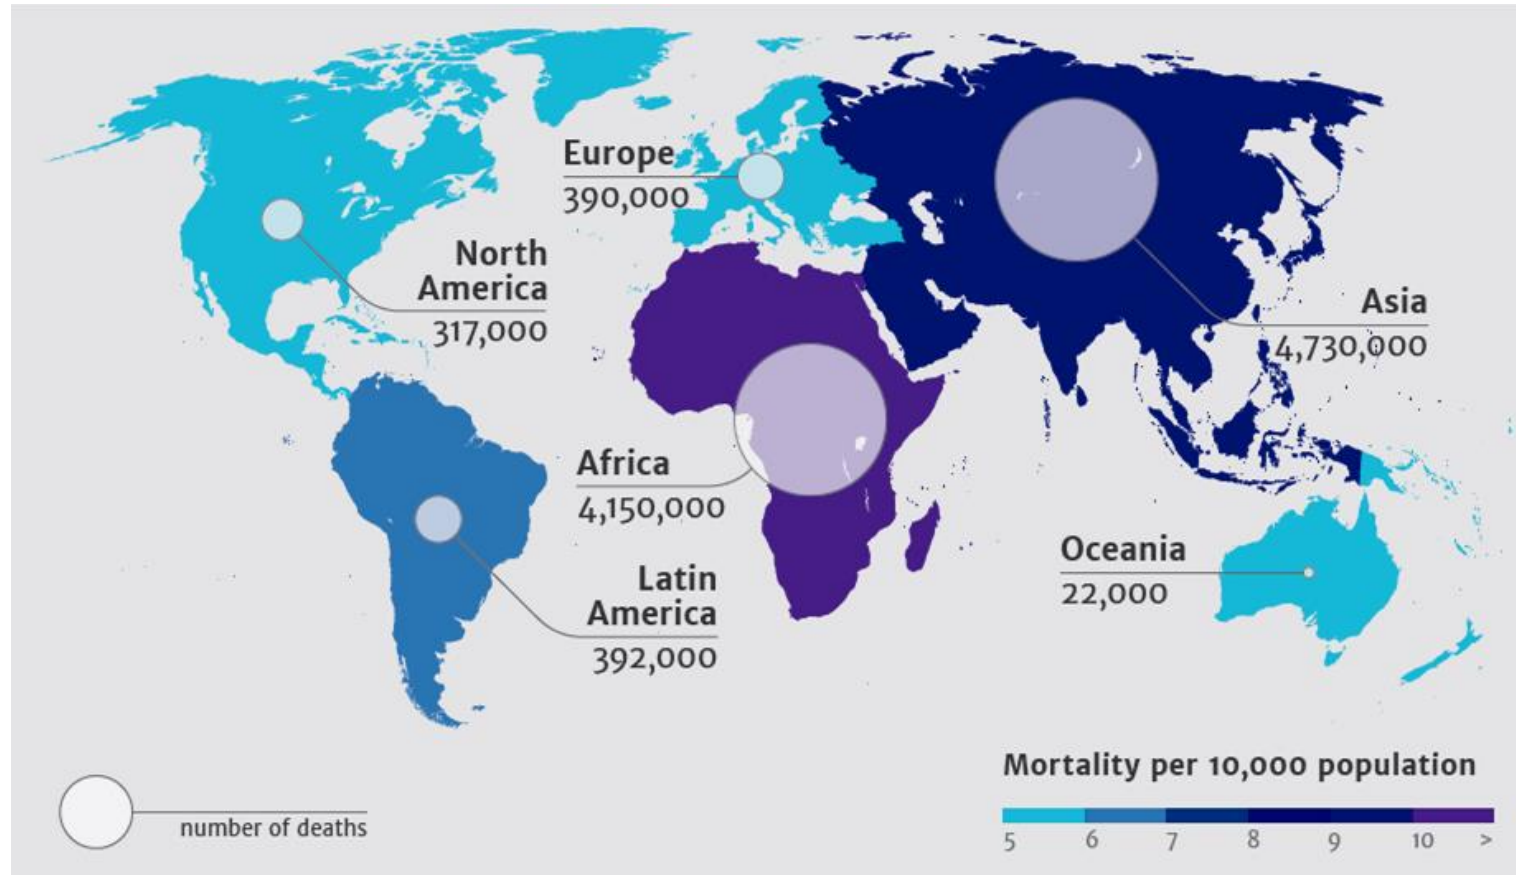 Europe
390,000
North
America
317,000
Asia
4,730,000
Africa
4,150,000
Oceania
22,000
Latin
America
392,000
Mortality per 10,000 population
5 6 7 8 9 10 >
number of deaths